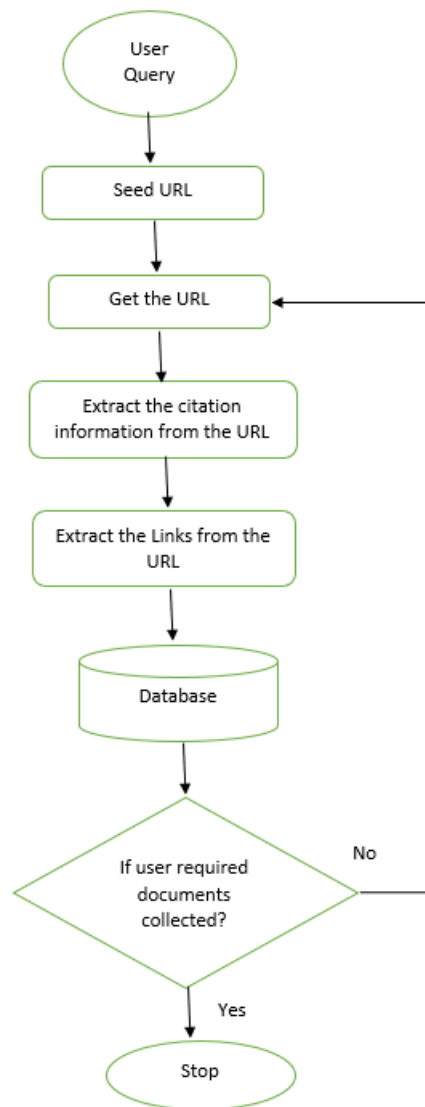 User
Query
Seed URL
Get the URL
Extract the citation
information from the URL
Extract the Links from the
URL
Database
If user required
documents
collected?
No
Yes
Stop